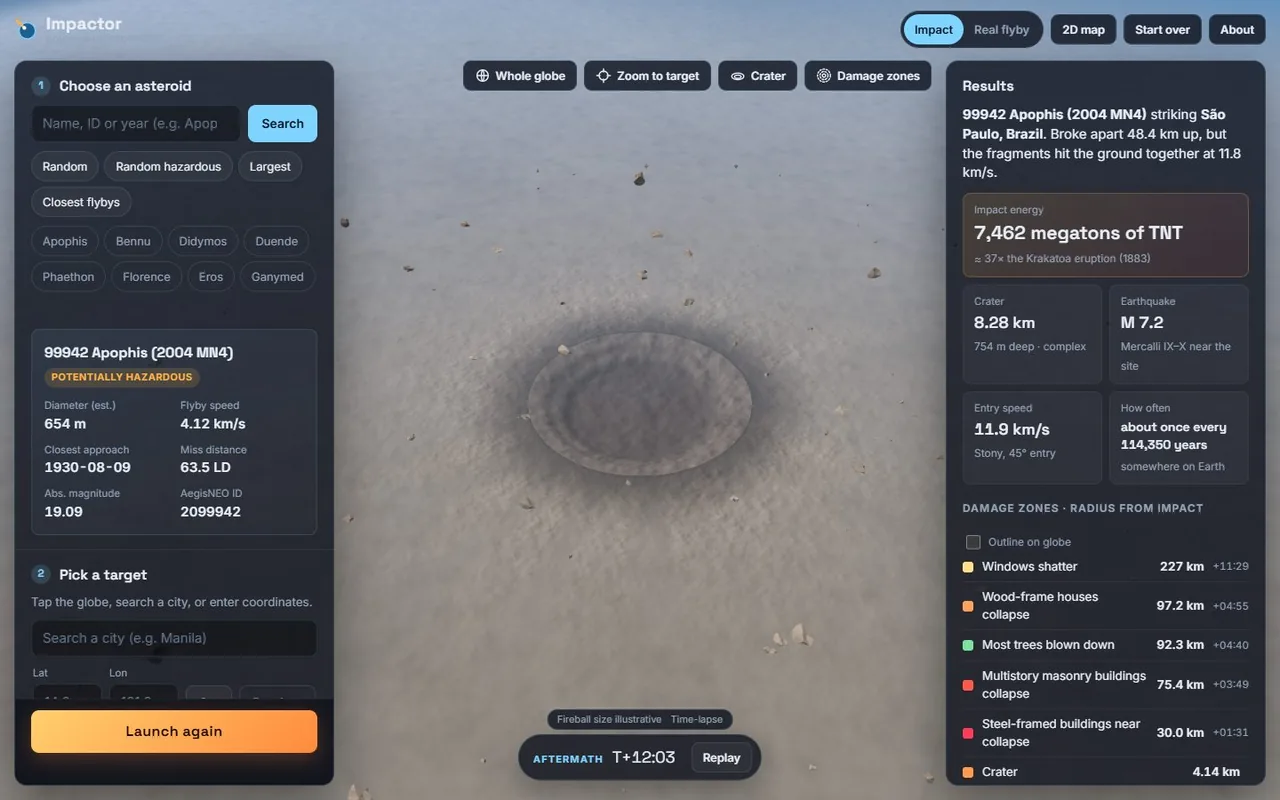 Impactor
Impact
Real flyby
2D map
Start over
About
1 Choose an asteroid
Name, ID or year (e.g. Apop
Search
Random
Random hazardous
Largest
Closest flybys
Apophis
Bennu
Didymos
Duende
Phaethon
Florence
Eros
Ganymed
99942 Apophis (2004 MN4)
POTENTIALLY HAZARDOUS
Diameter (est.)
654 m
Flyby speed
4.12 km/s
Closest approach
1930-08-09
Miss distance
63.5 LD
Abs. magnitude
19.09
AegisNEO ID
2099942
2 Pick a target
Tap the globe, search a city, or enter coordinates.
Search a city (e.g. Manila)
Lat
Lon
Launch again
Whole globe
Zoom to target
Crater
Damage zones
Fireball size illustrative
Time-lapse
AFTERMATH T+12:03
Replay
Results
99942 Apophis (2004 MN4) striking São
Paulo, Brazil. Broke apart 48.4 km up, but
the fragments hit the ground together at 11.8
km/s.
Impact energy
7,462 megatons of TNT
≈ 37× the Krakatoa eruption (1883)
Crater
8.28 km
754 m deep · complex
Earthquake
M 7.2
Mercalli IX–X near the
site
Entry speed
11.9 km/s
Stony, 45° entry
How often
about once every
114,350 years
somewhere on Earth
DAMAGE ZONES · RADIUS FROM IMPACT
Outline on globe
Windows shatter 227 km +11:29
Wood-frame houses
collapse 97.2 km +04:55
Most trees blown down 92.3 km +04:40
Multistory masonry buildings
collapse 75.4 km +03:49
Steel-framed buildings near
collapse 30.0 km +01:31
Crater 4.14 km